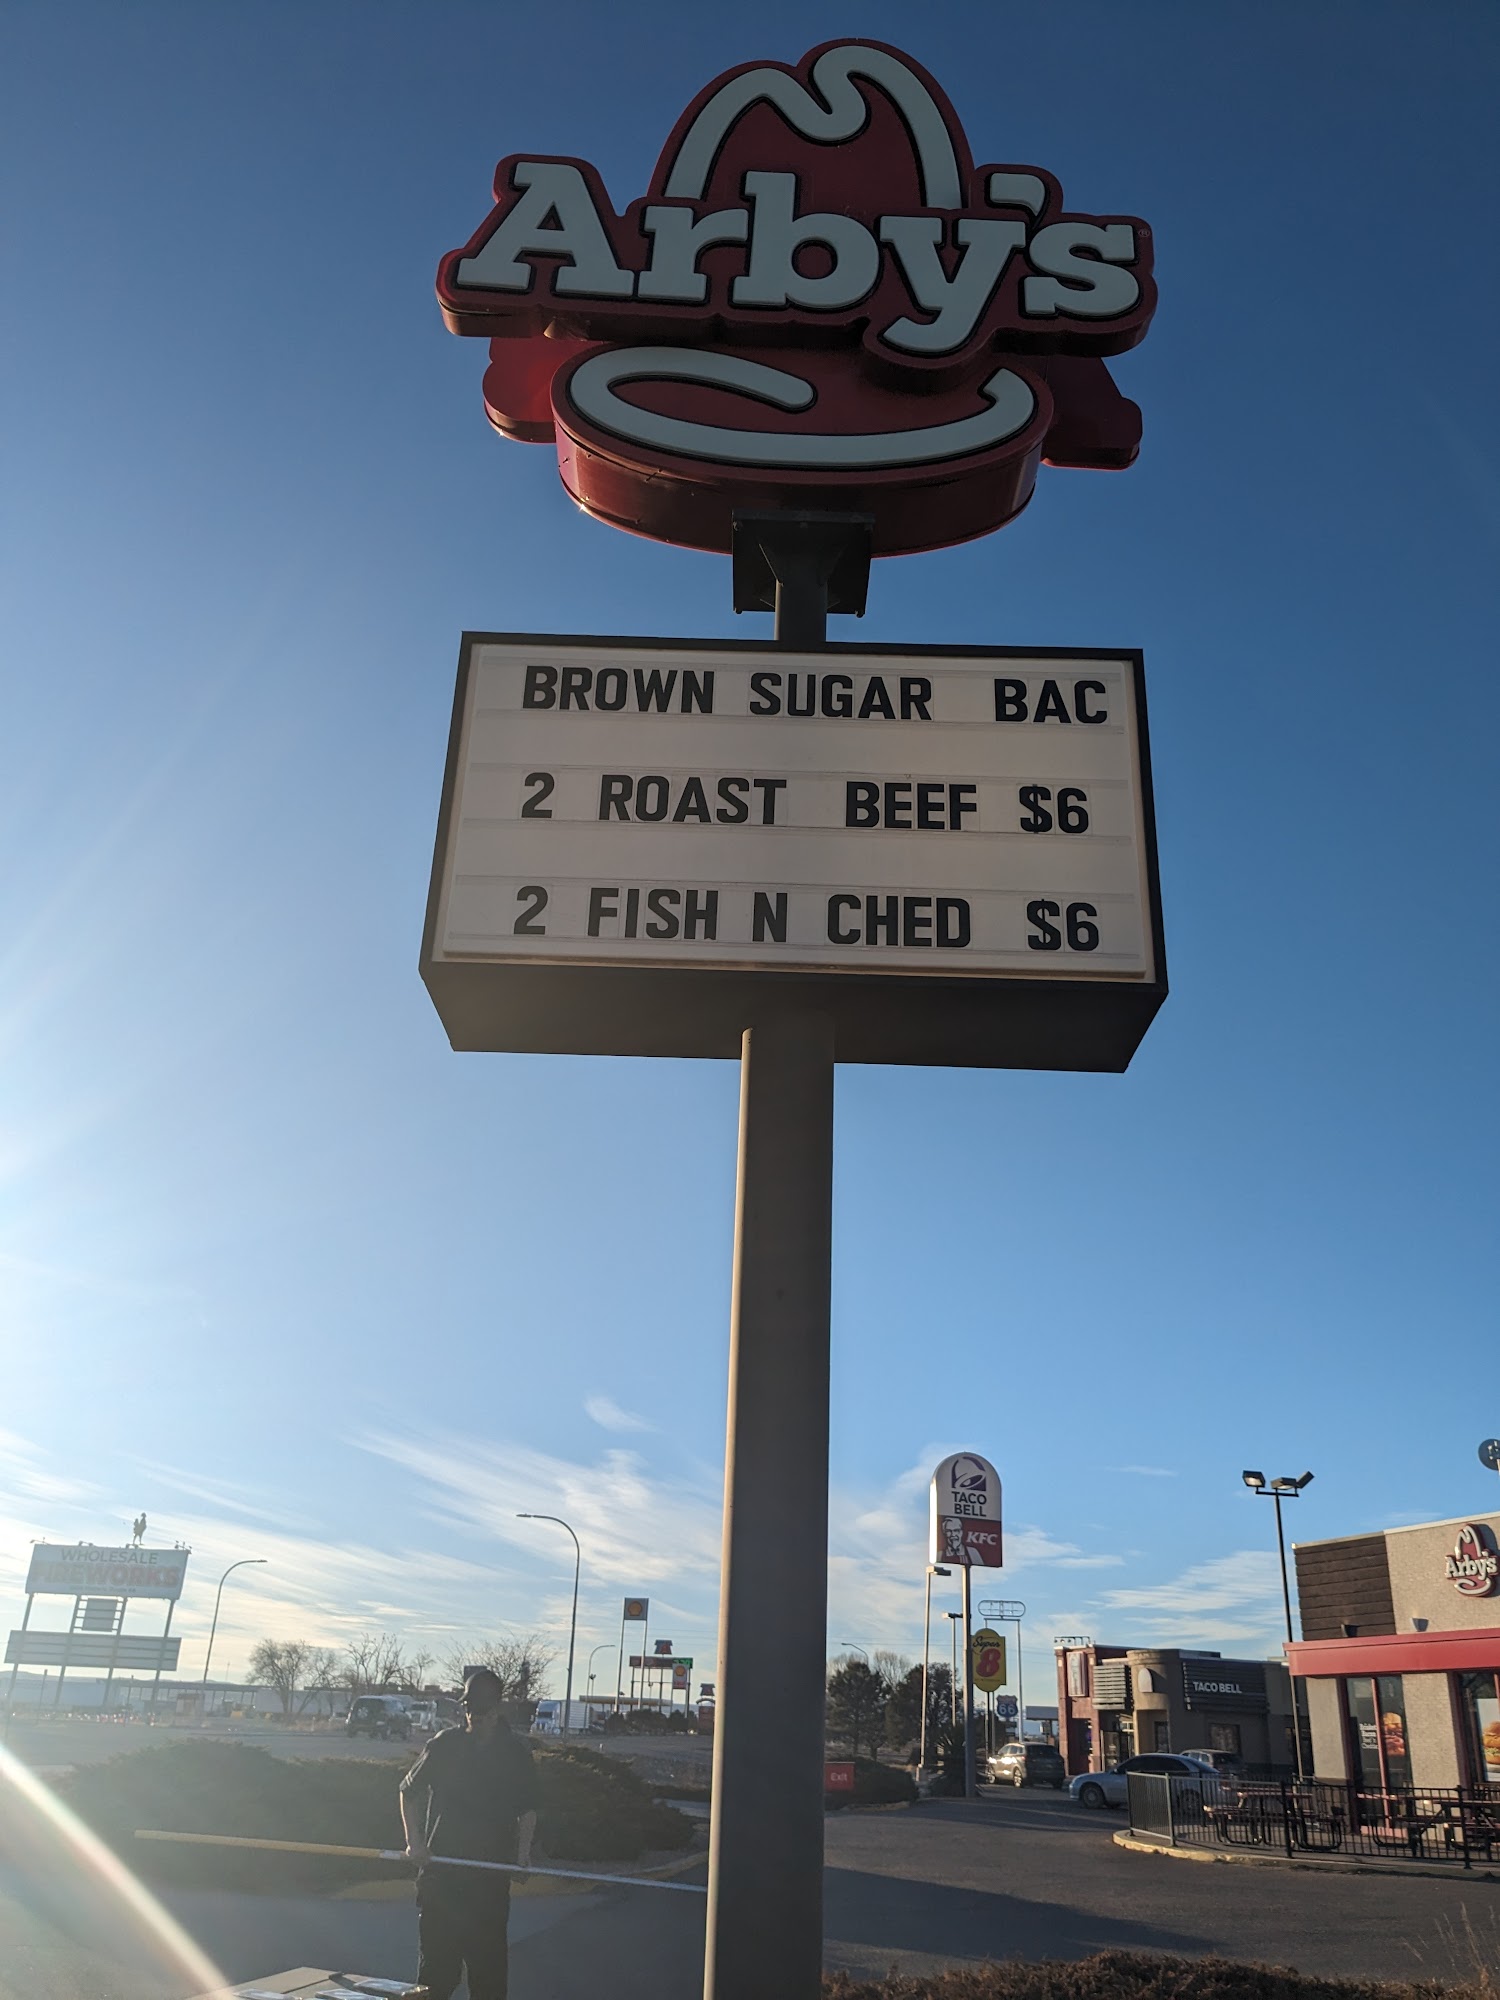 Arby's
BROWN SUGAR BAC
2 ROAST BEEF $6
2 FISH N CHED $6
TACO
BELL
KFC
WHOLESALE
FIREWORKS
Super
8
66
TACO BELL
Arby's
Exit